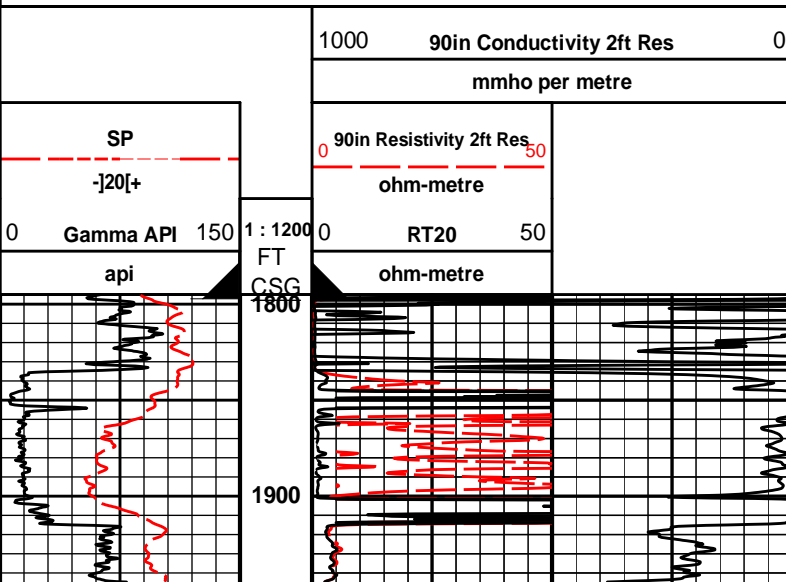 1000 90in Conductivity 2ft Res 0
mmho per metre
SP
-]20[+
0 90in Resistivity 2ft Res 50
ohm-metre
0 Gamma API 150
api
1 : 1200
FT
CSG
0 RT20 50
ohm-metre
1800
1900